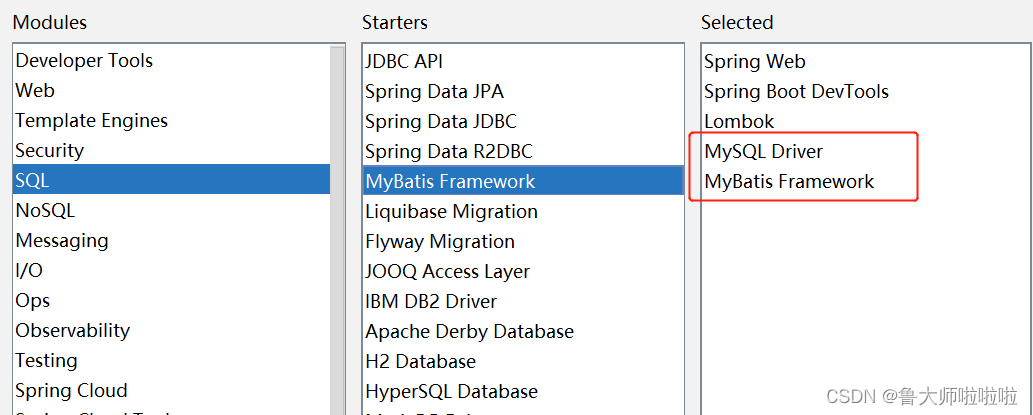 Modules
Developer Tools
Web
Template Engines
Security
SQL
NoSQL
Messaging
I/O
Ops
Observability
Testing
Spring Cloud
Starters
JDBC API
Spring Data JPA
Spring Data JDBC
Spring Data R2DBC
MyBatis Framework
Liquibase Migration
Flyway Migration
JOOQ Access Layer
IBM DB2 Driver
Apache Derby Database
H2 Database
HyperSQL Database
Selected
Spring Web
Spring Boot DevTools
Lombok
MySQL Driver
MyBatis Framework
CSDN @鲁大师啦啦啦